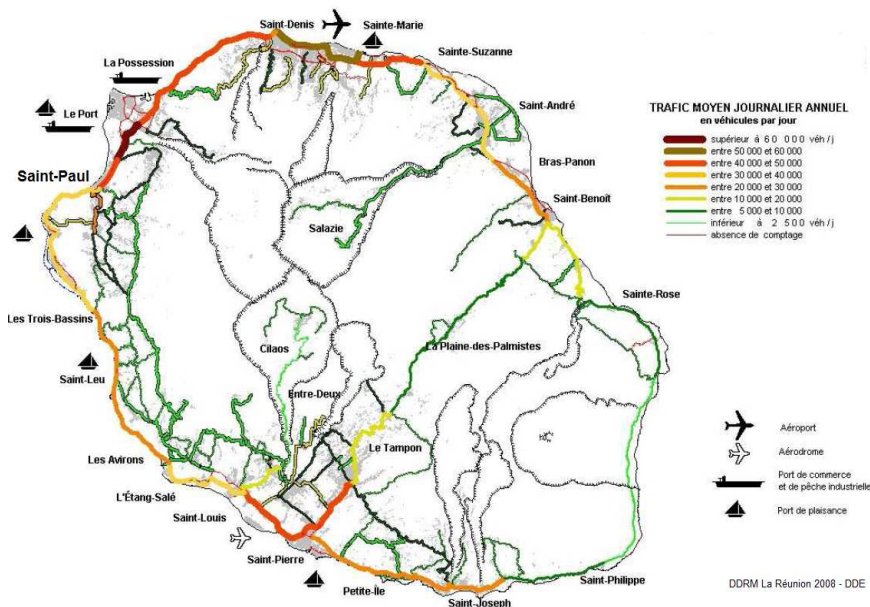 Saint-Denis
Sainte-Marie
Sainte-Suzanne
La Possession
Le Port
Saint-André
TRAFIC MOYEN JOURNALIER ANNUEL
en véhicules par jour
supérieur à 60 000 véh / j
entre 50 000 et 60 000
entre 40 000 et 50 000
entre 30 000 et 40 000
entre 20 000 et 30 000
entre 10 000 et 20 000
entre 5 000 et 10 000
inférieur à 2 500 véh / j
absence de comptage
Bras-Panon
Saint-Paul
Saint-Benoît
Salazie
Sainte-Rose
Les Trois-Bassins
La Plaine-des-Palmistes
Cilaos
Saint-Leu
Entre-Deux
Le Tampon
Les Avirons
L'Étang-Salé
Saint-Louis
Saint-Pierre
Petite-Île
Saint-Joseph
Saint-Philippe
Aéroport
Aérodrome
Port de commerce
et de pêche industrielle
Port de plaisance
DDRM La Réunion 2008 - DDE